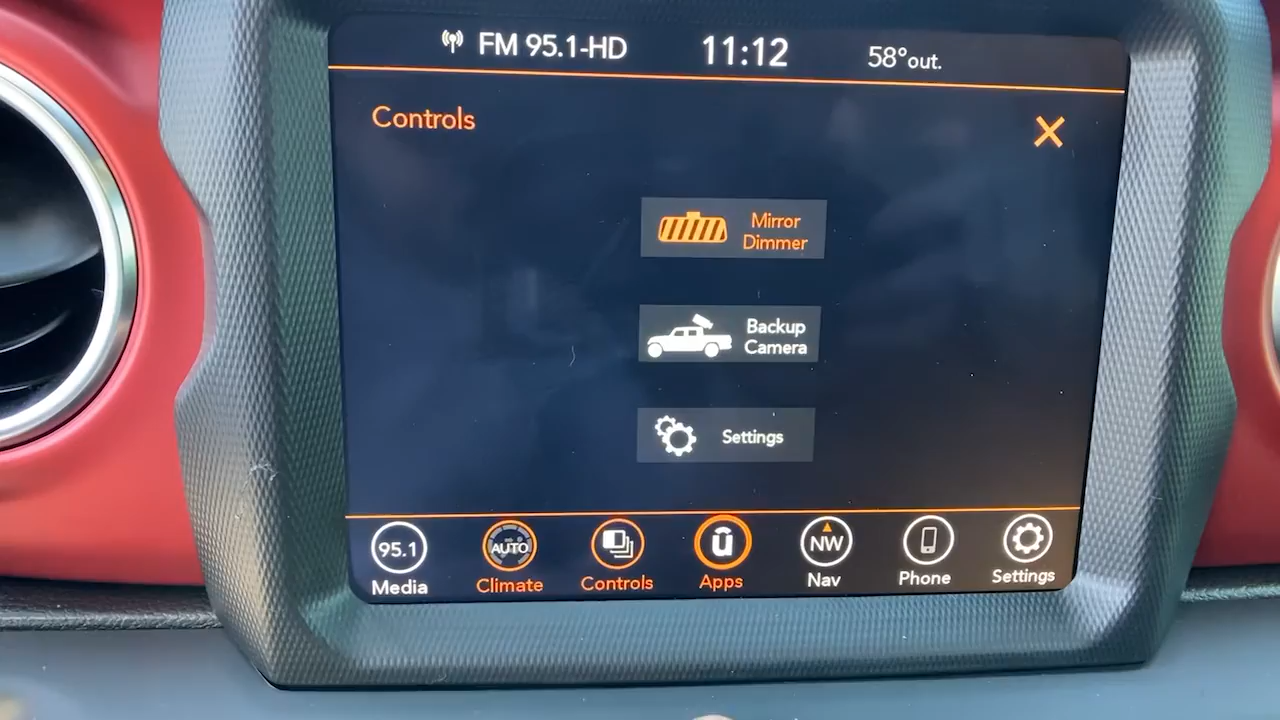 FM 95.1-HD 11:12 58°out.
Controls
Mirror
Dimmer
Backup
Camera
Settings
95.1 AUTO NW
Media Climate Controls Apps Nav Phone Settings